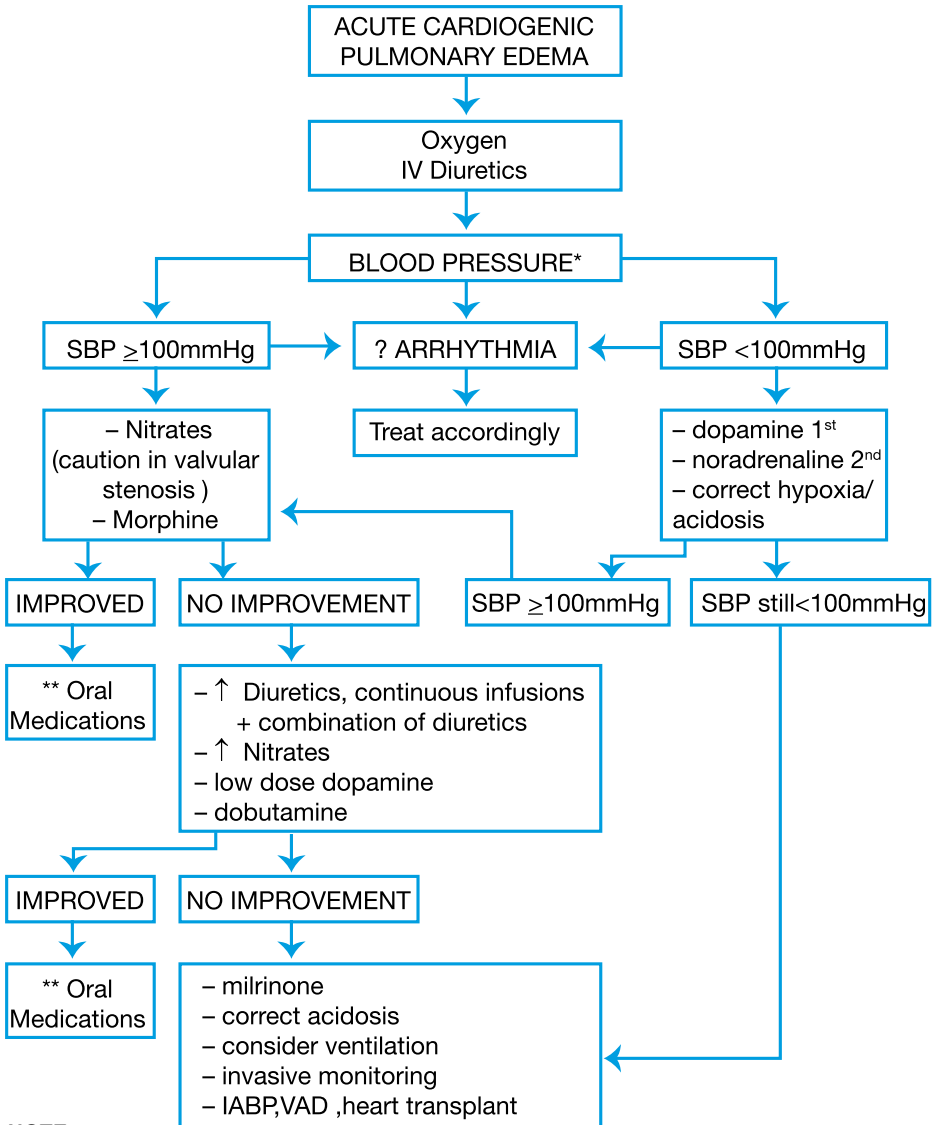 ACUTE CARDIOGENIC
PULMONARY EDEMA
Oxygen
IV Diuretics
BLOOD PRESSURE*
SBP ≥100mmHg
? ARRHYTHMIA
SBP <100mmHg
– Nitrates
(caution in valvular
stenosis )
– Morphine
Treat accordingly
– dopamine 1st
– noradrenaline 2nd
– correct hypoxia/
acidosis
IMPROVED
NO IMPROVEMENT
SBP ≥100mmHg
SBP still<100mmHg
** Oral
Medications
– ↑ Diuretics, continuous infusions
+ combination of diuretics
– ↑ Nitrates
– low dose dopamine
– dobutamine
IMPROVED
NO IMPROVEMENT
** Oral
Medications
– milrinone
– correct acidosis
– consider ventilation
– invasive monitoring
– IABP,VAD ,heart transplant